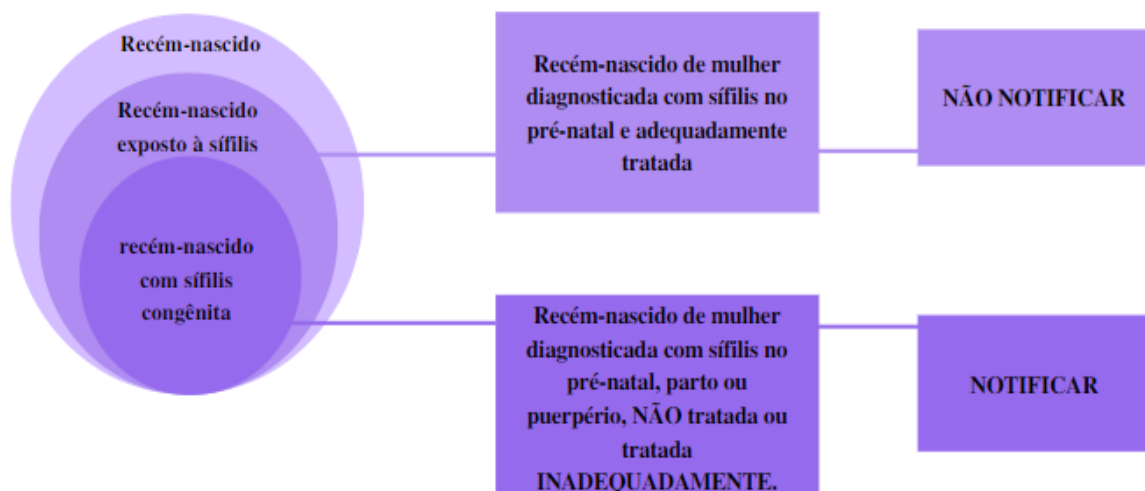 Recém-nascido
Recém-nascido
exposto à sífilis
recém-nascido
com sífilis
congênita
Recém-nascido de mulher
diagnosticada com sífilis no
pré-natal e adequadamente
tratada
NÃO NOTIFICAR
Recém-nascido de mulher
diagnosticada com sífilis no
pré-natal, parto ou
puerpério, NÃO tratada ou
tratada
INADEQUADAMENTE.
NOTIFICAR